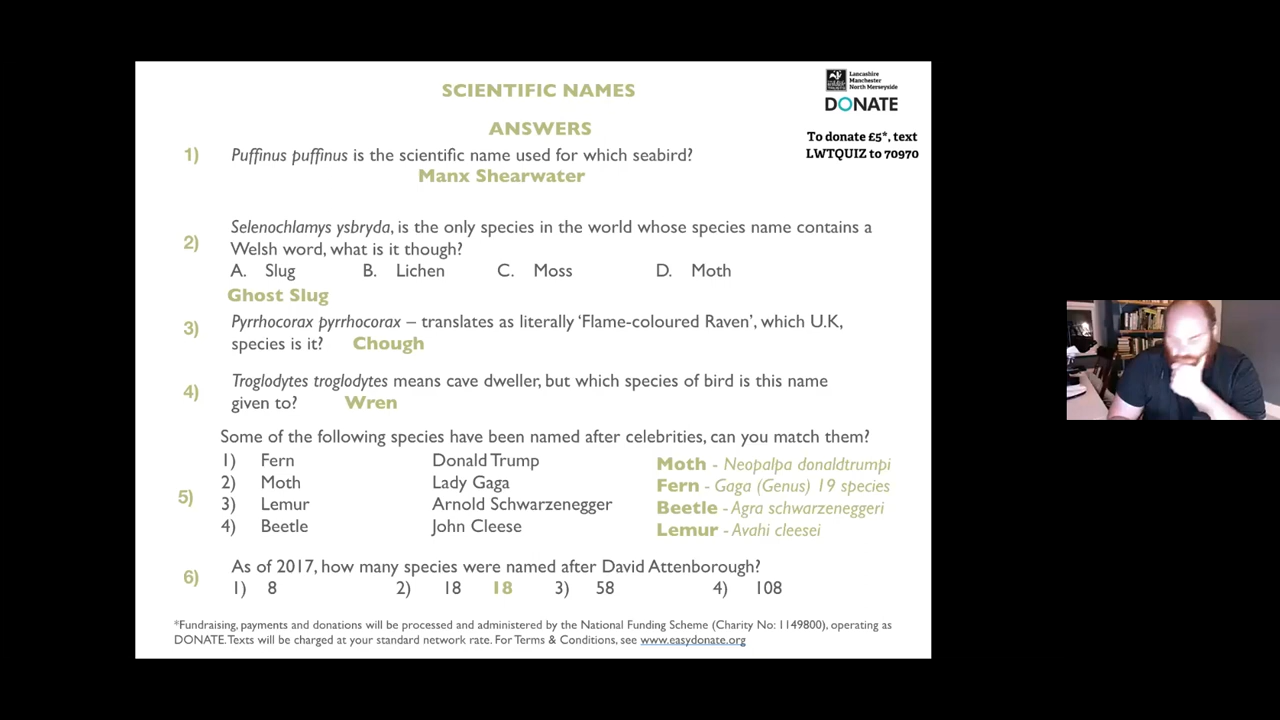 SCIENTIFIC NAMES
Lancashire
Manchester
North Merseyside
DONATE
ANSWERS
To donate £5*, text
LWTQUIZ to 70970
1) Puffinus puffinus is the scientific name used for which seabird?
Manx Shearwater
2) Selenochlamys ysbryda, is the only species in the world whose species name contains a
Welsh word, what is it though?
A. Slug B. Lichen C. Moss D. Moth
Ghost Slug
3) Pyrrhocorax pyrrhocorax – translates as literally ‘Flame-coloured Raven’, which U.K,
species is it? Chough
4) Troglodytes troglodytes means cave dweller, but which species of bird is this name
given to? Wren
Some of the following species have been named after celebrities, can you match them?
5)
1) Fern Donald Trump Moth - Neopalpa donaldtrumpi
2) Moth Lady Gaga Fern - Gaga (Genus) 19 species
3) Lemur Arnold Schwarzenegger Beetle - Agra schwarzeneggeri
4) Beetle John Cleese Lemur - Avahi cleesei
6) As of 2017, how many species were named after David Attenborough?
1) 8 2) 18 18 3) 58 4) 108
*Fundraising, payments and donations will be processed and administered by the National Funding Scheme (Charity No: 1149800), operating as
DONATE. Texts will be charged at your standard network rate. For Terms & Conditions, see www.easydonate.org